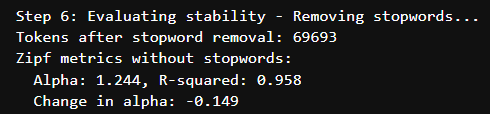 Step 6: Evaluating stability - Removing stopwords...
Tokens after stopword removal: 69693
Zipf metrics without stopwords:
  Alpha: 1.244, R-squared: 0.958
  Change in alpha: -0.149